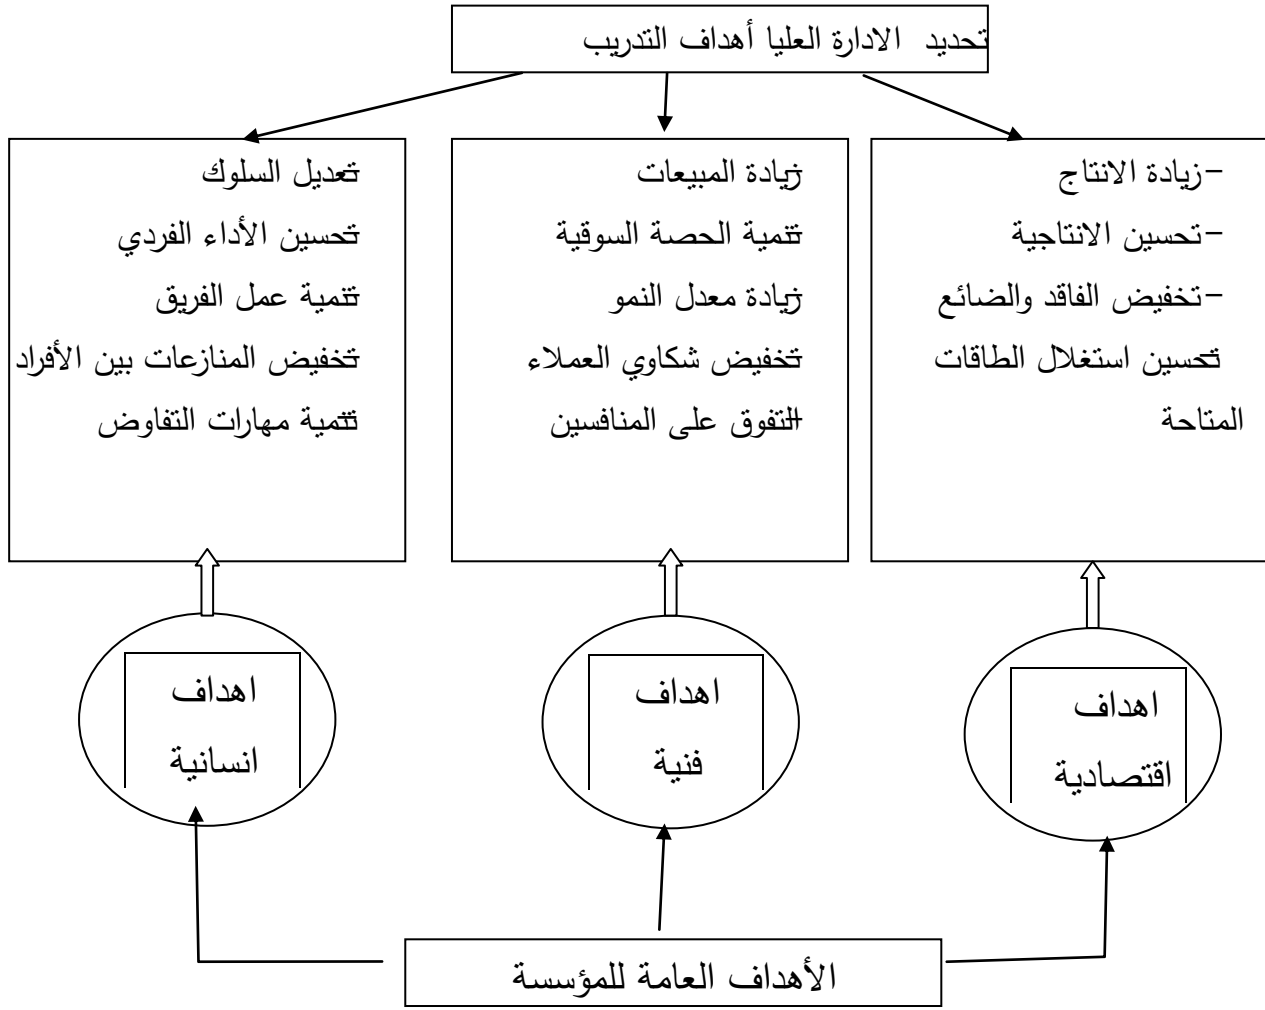 تحديد الادارة العليا أهداف التدريب
-زيادة الانتاج
-تحسين الانتاجية
-تخفيض الفاقد والضائع
-تحسين استغلال الطاقات
المتاحة
-زيادة المبيعات
-تنمية الحصة السوقية
-زيادة معدل النمو
-تخفيض شكاوي العملاء
-التفوق على المنافسين
-تعديل السلوك
-تحسين الأداء الفردي
-تنمية عمل الفريق
-تخفيض المنازعات بين الأفراد
-تنمية مهارات التفاوض
اهداف
اقتصادية
اهداف
فنية
اهداف
انسانية
الأهداف العامة للمؤسسة